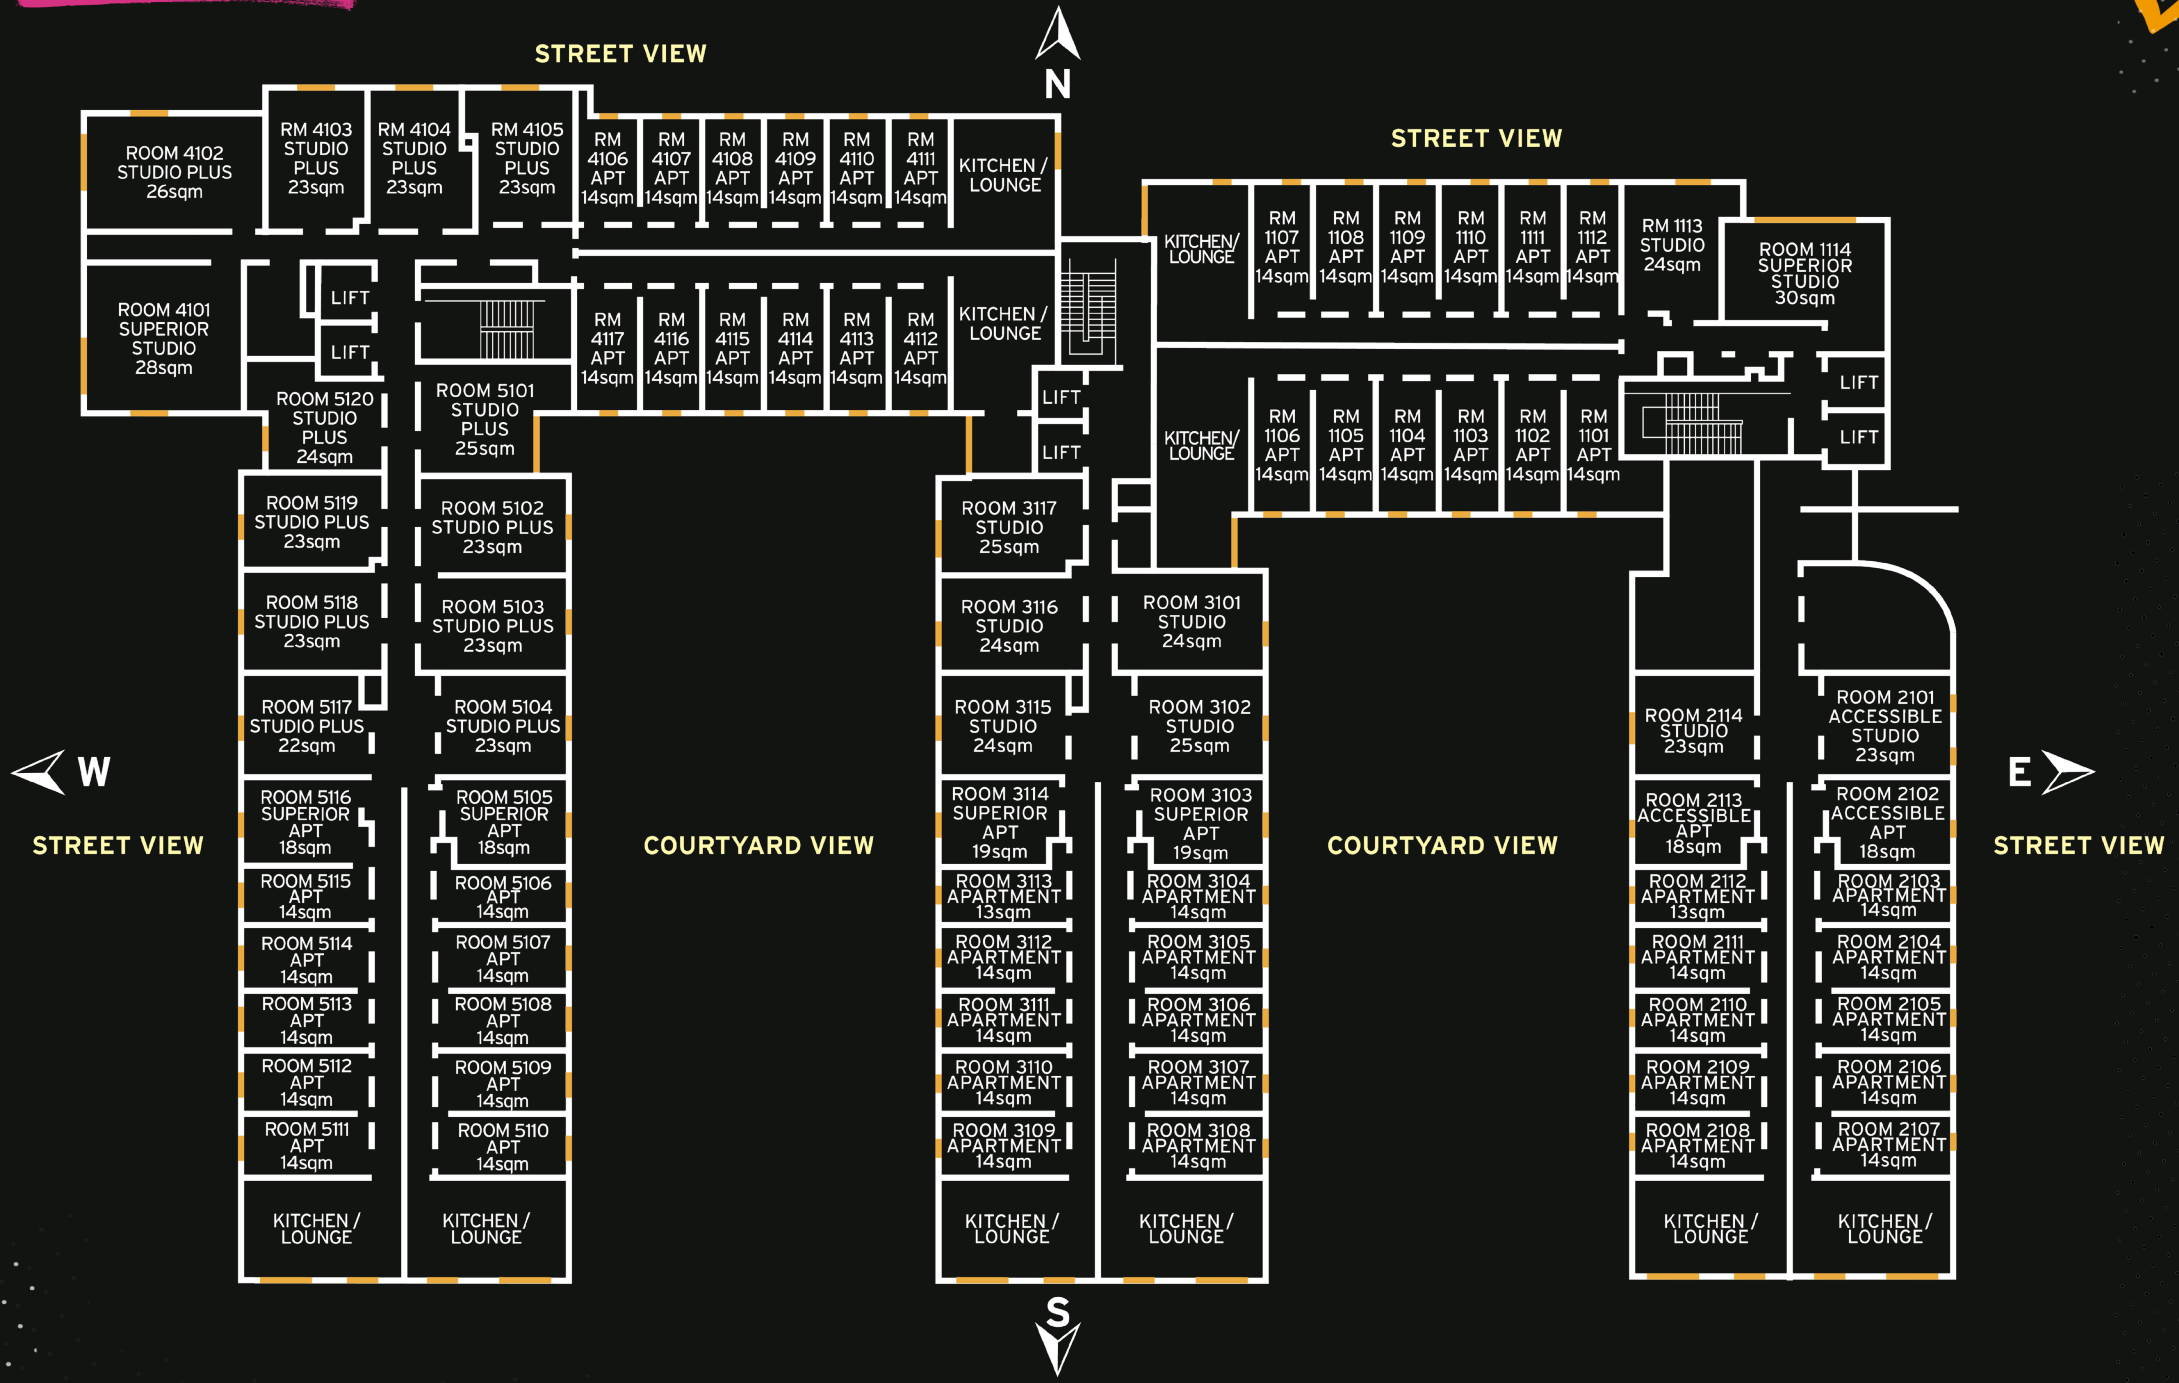 STREET VIEW
N
STREET VIEW
ROOM 4102
STUDIO PLUS
26sqm
RM 4103
STUDIO
PLUS
23sqm
RM 4104
STUDIO
PLUS
23sqm
RM 4105
STUDIO
PLUS
23sqm
RM
4106
APT
14sqm
RM
4107
APT
14sqm
RM
4108
APT
14sqm
RM
4109
APT
14sqm
RM
4110
APT
14sqm
RM
4111
APT
14sqm
KITCHEN /
LOUNGE
KITCHEN/
LOUNGE
RM
1107
APT
14sqm
RM
1108
APT
14sqm
RM
1109
APT
14sqm
RM
1110
APT
14sqm
RM
1111
APT
14sqm
RM
1112
APT
14sqm
RM 1113
STUDIO
24sqm
ROOM 1114
SUPERIOR
STUDIO
30sqm
ROOM 4101
SUPERIOR
STUDIO
28sqm
LIFT
LIFT
RM
4117
APT
14sqm
RM
4116
APT
14sqm
RM
4115
APT
14sqm
RM
4114
APT
14sqm
RM
4113
APT
14sqm
RM
4112
APT
14sqm
KITCHEN /
LOUNGE
LIFT
LIFT
KITCHEN/
LOUNGE
RM
1106
APT
14sqm
RM
1105
APT
14sqm
RM
1104
APT
14sqm
RM
1103
APT
14sqm
RM
1102
APT
14sqm
RM
1101
APT
14sqm
LIFT
LIFT
ROOM 5120
STUDIO
PLUS
24sqm
ROOM 5101
STUDIO
PLUS
25sqm
ROOM 5119
STUDIO PLUS
23sqm
ROOM 5102
STUDIO PLUS
23sqm
ROOM 3117
STUDIO
25sqm
ROOM 5118
STUDIO PLUS
23sqm
ROOM 5103
STUDIO PLUS
23sqm
ROOM 3116
STUDIO
24sqm
ROOM 3101
STUDIO
24sqm
ROOM 5117
STUDIO PLUS
22sqm
ROOM 5104
STUDIO PLUS
23sqm
ROOM 3115
STUDIO
24sqm
ROOM 3102
STUDIO
25sqm
ROOM 2114
STUDIO
23sqm
ROOM 2101
ACCESSIBLE
STUDIO
23sqm
W
E
STREET VIEW
ROOM 5116
SUPERIOR
APT
18sqm
ROOM 5105
SUPERIOR
APT
18sqm
COURTYARD VIEW
ROOM 3114
SUPERIOR
APT
19sqm
ROOM 3103
SUPERIOR
APT
19sqm
COURTYARD VIEW
ROOM 2113
ACCESSIBLE
APT
18sqm
ROOM 2102
ACCESSIBLE
APT
18sqm
STREET VIEW
ROOM 5115
APT
14sqm
ROOM 5106
APT
14sqm
ROOM 3113
APARTMENT
13sqm
ROOM 3104
APARTMENT
14sqm
ROOM 2112
APARTMENT
13sqm
ROOM 2103
APARTMENT
14sqm
ROOM 5114
APT
14sqm
ROOM 5107
APT
14sqm
ROOM 3112
APARTMENT
14sqm
ROOM 3105
APARTMENT
14sqm
ROOM 2111
APARTMENT
14sqm
ROOM 2104
APARTMENT
14sqm
ROOM 5113
APT
14sqm
ROOM 5108
APT
14sqm
ROOM 3111
APARTMENT
14sqm
ROOM 3106
APARTMENT
14sqm
ROOM 2110
APARTMENT
14sqm
ROOM 2105
APARTMENT
14sqm
ROOM 5112
APT
14sqm
ROOM 5109
APT
14sqm
ROOM 3110
APARTMENT
14sqm
ROOM 3107
APARTMENT
14sqm
ROOM 2109
APARTMENT
14sqm
ROOM 2106
APARTMENT
14sqm
ROOM 5111
APT
14sqm
ROOM 5110
APT
14sqm
ROOM 3109
APARTMENT
14sqm
ROOM 3108
APARTMENT
14sqm
ROOM 2108
APARTMENT
14sqm
ROOM 2107
APARTMENT
14sqm
KITCHEN /
LOUNGE
KITCHEN /
LOUNGE
KITCHEN /
LOUNGE
KITCHEN /
LOUNGE
KITCHEN /
LOUNGE
KITCHEN /
LOUNGE
S